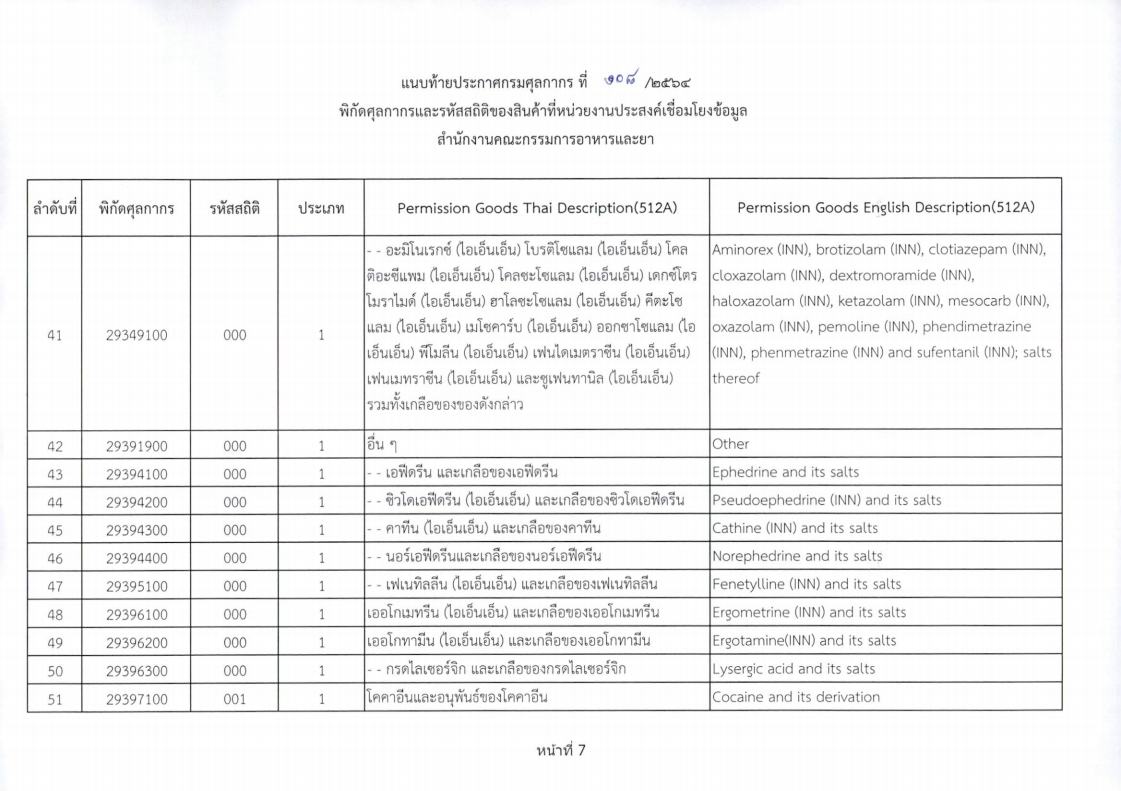 แนบท้ายประกาศกรมศุลกากร ที่ ๑๐๘ /๒๕๖๔
พิกัดศุลกากรและรหัสสถิติของสินค้าที่หน่วยงานประสงค์เชื่อมโยงข้อมูล
สำนักงานคณะกรรมการอาหารและยา
ลำดับที่ พิกัดศุลกากร รหัสสถิติ ประเภท Permission Goods Thai Description(512A) Permission Goods English Description(512A)
41 29349100 000 1
- - อะมิโนเรกซ์ (ไอเอ็นเอ็น) โบรติโซแลม (ไอเอ็นเอ็น) โคล
ติอะซีแพม (ไอเอ็นเอ็น) โคลซะโซแลม (ไอเอ็นเอ็น) เดกซ์โตร
โมราไมด์ (ไอเอ็นเอ็น) ฮาโลซะโซแลม (ไอเอ็นเอ็น) คีตะโซ
แลม (ไอเอ็นเอ็น) เมโซคาร์บ (ไอเอ็นเอ็น) ออกซาโซแลม (ไอ
เอ็นเอ็น) พีโมลีน (ไอเอ็นเอ็น) เฟนไดเมตราซีน (ไอเอ็นเอ็น)
เฟนเมทราซีน (ไอเอ็นเอ็น) และซูเฟนทานิล (ไอเอ็นเอ็น)
รวมทั้งเกลือของของดังกล่าว
Aminorex (INN), brotizolam (INN), clotiazepam (INN),
cloxazolam (INN), dextromoramide (INN),
haloxazolam (INN), ketazolam (INN), mesocarb (INN),
oxazolam (INN), pemoline (INN), phendimetrazine
(INN), phenmetrazine (INN) and sufentanil (INN); salts
thereof
42 29391900 000 1 อื่น ๆ Other
43 29394100 000 1 - - เอฟีดรีน และเกลือของเอฟีดรีน Ephedrine and its salts
44 29394200 000 1 - - ซิวโดเอฟีดรีน (ไอเอ็นเอ็น) และเกลือของซิวโดเอฟีดรีน Pseudoephedrine (INN) and its salts
45 29394300 000 1 - - คาทีน (ไอเอ็นเอ็น) และเกลือของคาทีน Cathine (INN) and its salts
46 29394400 000 1 - - นอร์เอฟีดรีนและเกลือของนอร์เอฟีดรีน Norephedrine and its salts
47 29395100 000 1 - - เฟเนทิลลีน (ไอเอ็นเอ็น) และเกลือของเฟเนทิลลีน Fenetylline (INN) and its salts
48 29396100 000 1 เออโกเมทรีน (ไอเอ็นเอ็น) และเกลือของเออโกเมทรีน Ergometrine (INN) and its salts
49 29396200 000 1 เออโกทามีน (ไอเอ็นเอ็น) และเกลือของเออโกทามีน Ergotamine(INN) and its salts
50 29396300 000 1 - - กรดไลเซอร์จิก และเกลือของกรดไลเซอร์จิก Lysergic acid and its salts
51 29397100 001 1 โคคาอีนและอนุพันธ์ของโคคาอีน Cocaine and its derivation
หน้าที่ 7